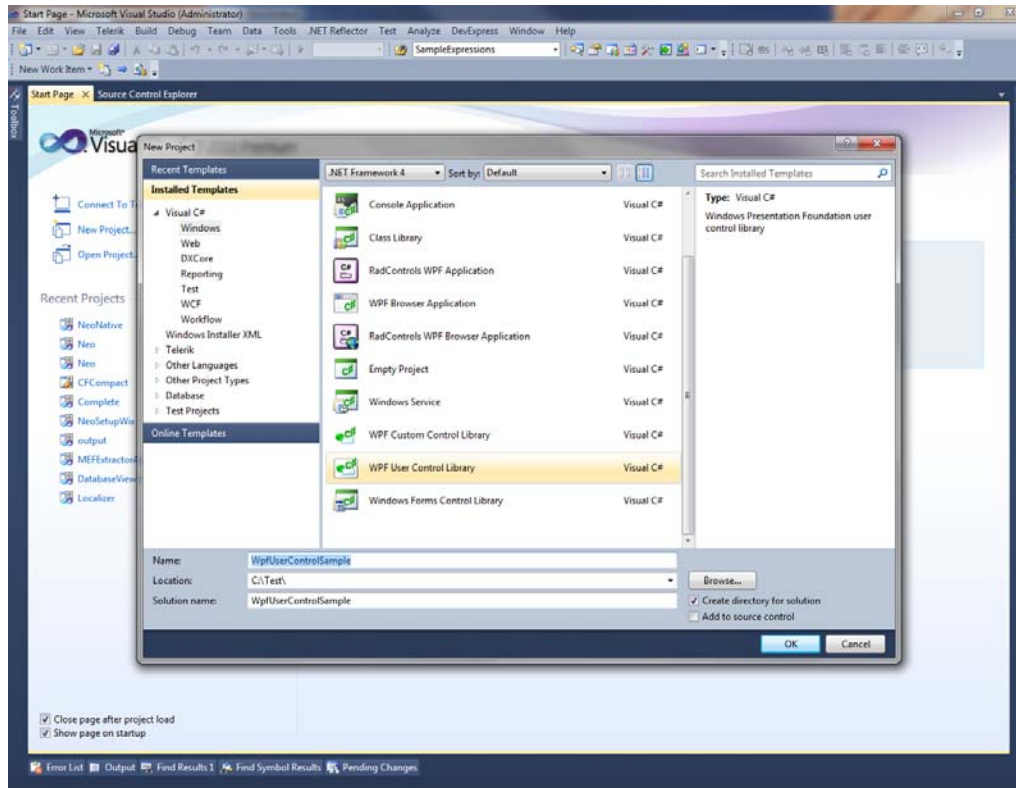 Start Page - Microsoft Visual Studio (Administrator)
File Edit View Telerik Build Debug Team Data Tools .NET Reflector Test Analyze DevExpress Window Help
SampleExpressions
New Work Item
Toolbox
Start Page Source Control Explorer
Microsoft
Visua
New Project
Recent Templates
Installed Templates
Visual C#
Windows
Web
DXCore
Reporting
Test
WCF
Workflow
Windows Installer XML
Telerik
Other Languages
Other Project Types
Database
Test Projects
Online Templates
.NET Framework 4 Sort by: Default
Console Application Visual C#
Class Library Visual C#
RadControls WPF Application Visual C#
WPF Browser Application Visual C#
RadControls WPF Browser Application Visual C#
Empty Project Visual C#
Windows Service Visual C#
WPF Custom Control Library Visual C#
WPF User Control Library Visual C#
Windows Forms Control Library Visual C#
Search Installed Templates
Type: Visual C#
Windows Presentation Foundation user
control library
Name: WpfUserControlSample
Location: C:\Test\
Solution name: WpfUserControlSample
Browse...
Create directory for solution
Add to source control
OK Cancel
Connect To T
New Project...
Open Project.
Recent Projects
NeoNative
Neo
Neo
CFCompact
Complete
NeoSetupWix
output
MEFExtractor
DatabaseView
Localizer
Close page after project load
Show page on startup
Error List Output Find Results 1 Find Symbol Results Pending Changes